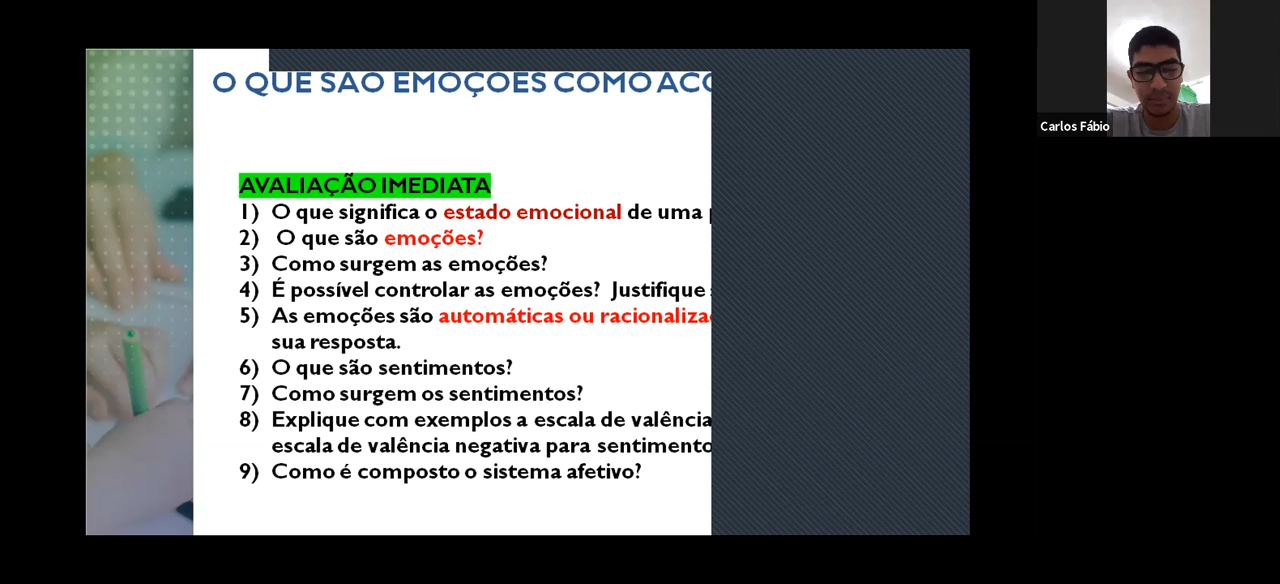 O QUE SÃO EMOÇÕES COMO
AVALIAÇÃO IMEDIATA
1) O que significa o estado emocional de uma
2) O que são emoções?
3) Como surgem as emoções?
4) É possível controlar as emoções? Justifique
5) As emoções são automáticas ou
sua resposta.
6) O que são sentimentos?
7) Como surgem os sentimentos?
8) Explique com exemplos a escala de valência
escala de valência negativa para
9) Como é composto o sistema afetivo?
Carlos Fábio